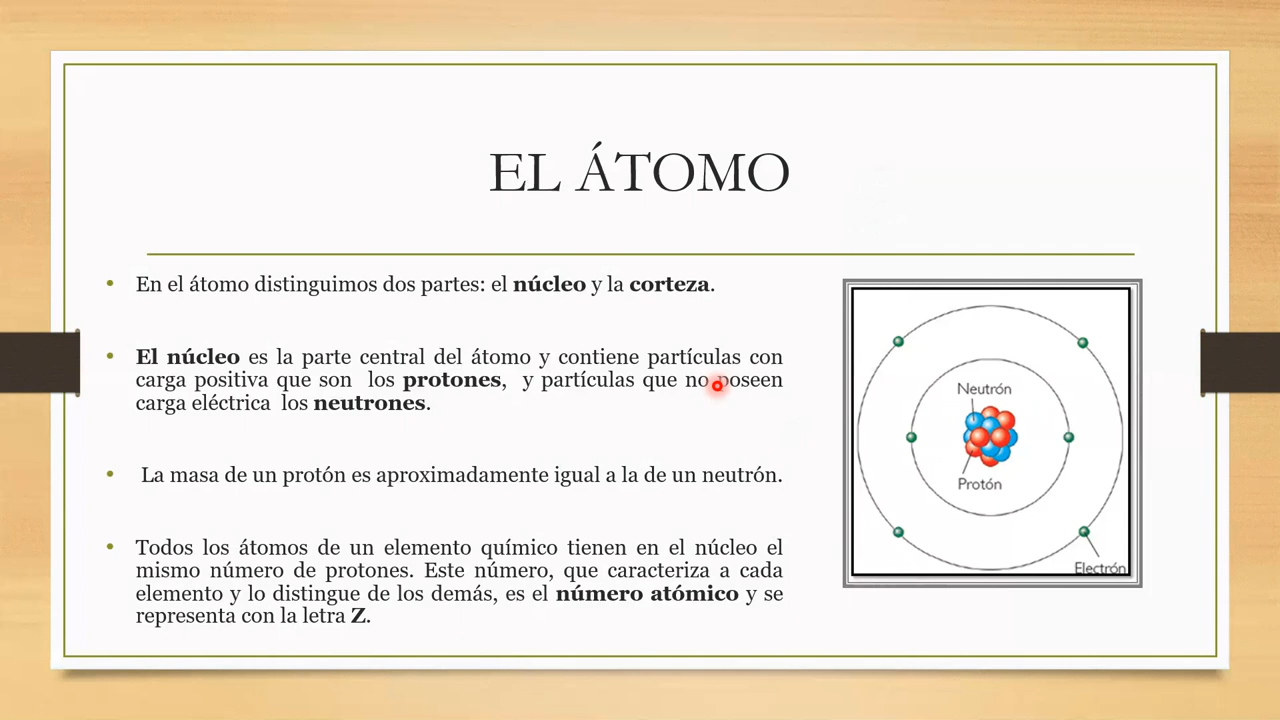 EL ÁTOMO
• En el átomo distinguimos dos partes: el núcleo y la corteza.
• El núcleo es la parte central del átomo y contiene partículas con
carga positiva que son los protones, y partículas que no poseen
carga eléctrica los neutrones.
• La masa de un protón es aproximadamente igual a la de un neutrón.
• Todos los átomos de un elemento químico tienen en el núcleo el
mismo número de protones. Este número, que caracteriza a cada
elemento y lo distingue de los demás, es el número atómico y se
representa con la letra Z.
Neutrón
Protón
Electrón